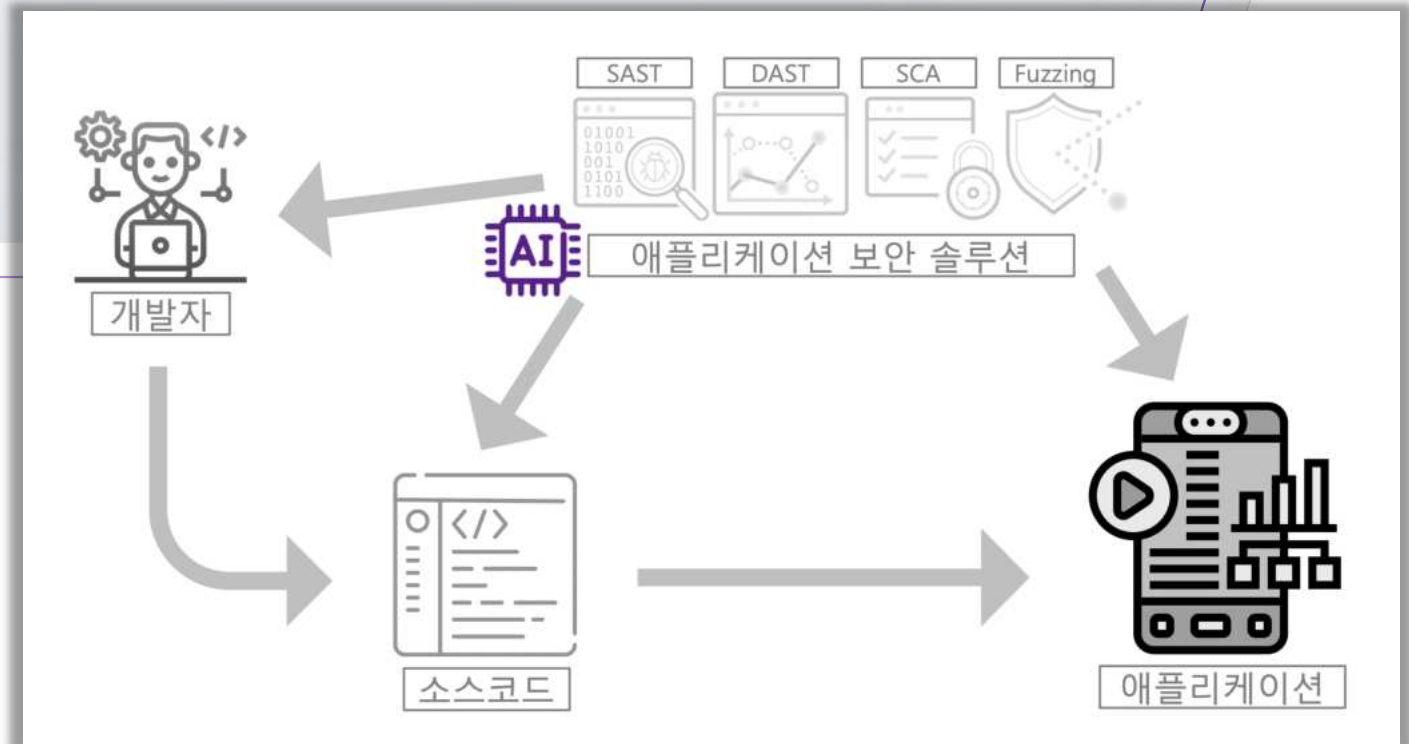 SAST
DAST
SCA
Fuzzing
</>
01001
1010
001
0101
1100
AI
애플리케이션 보안 솔루션
개발자
</>
소스코드
애플리케이션